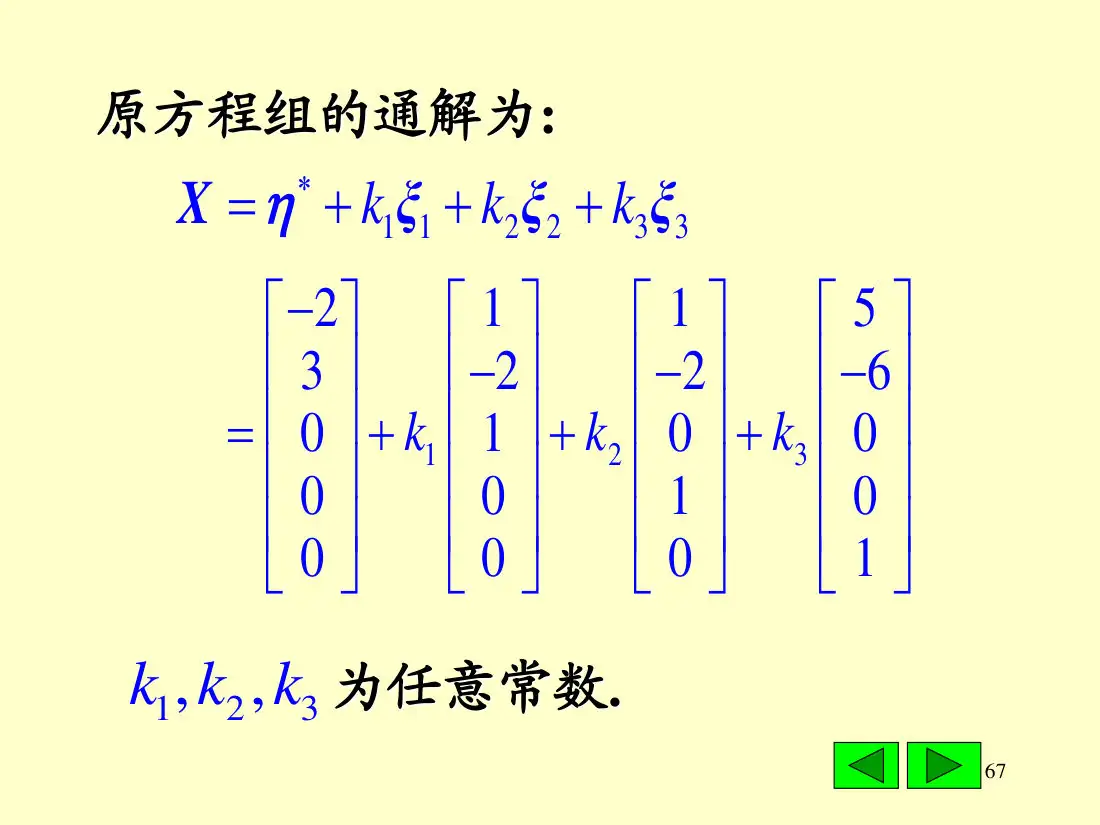 原方程组的通解为:
X = η* + k₁ξ₁ + k₂ξ₂ + k₃ξ₃
= [−2 3 0 0 0] + k₁ [1 −2 1 0 0] + k₂ [1 −2 0 1 0] + k₃ [5 −6 0 0 1]
k₁, k₂, k₃ 为任意常数.
67